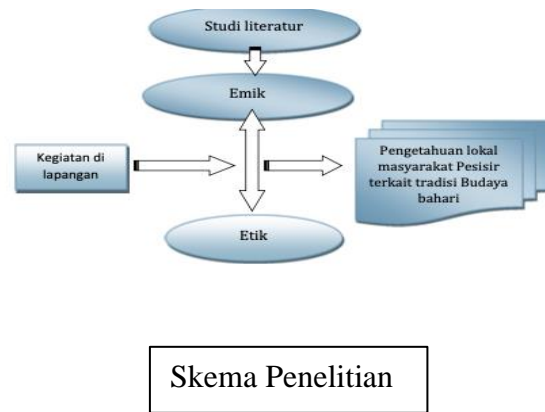 Studi literatur
Emik
Kegiatan di
lapangan
Pengetahuan lokal
masyarakat Pesisir
terkait tradisi Budaya
bahari
Etik
Skema Penelitian